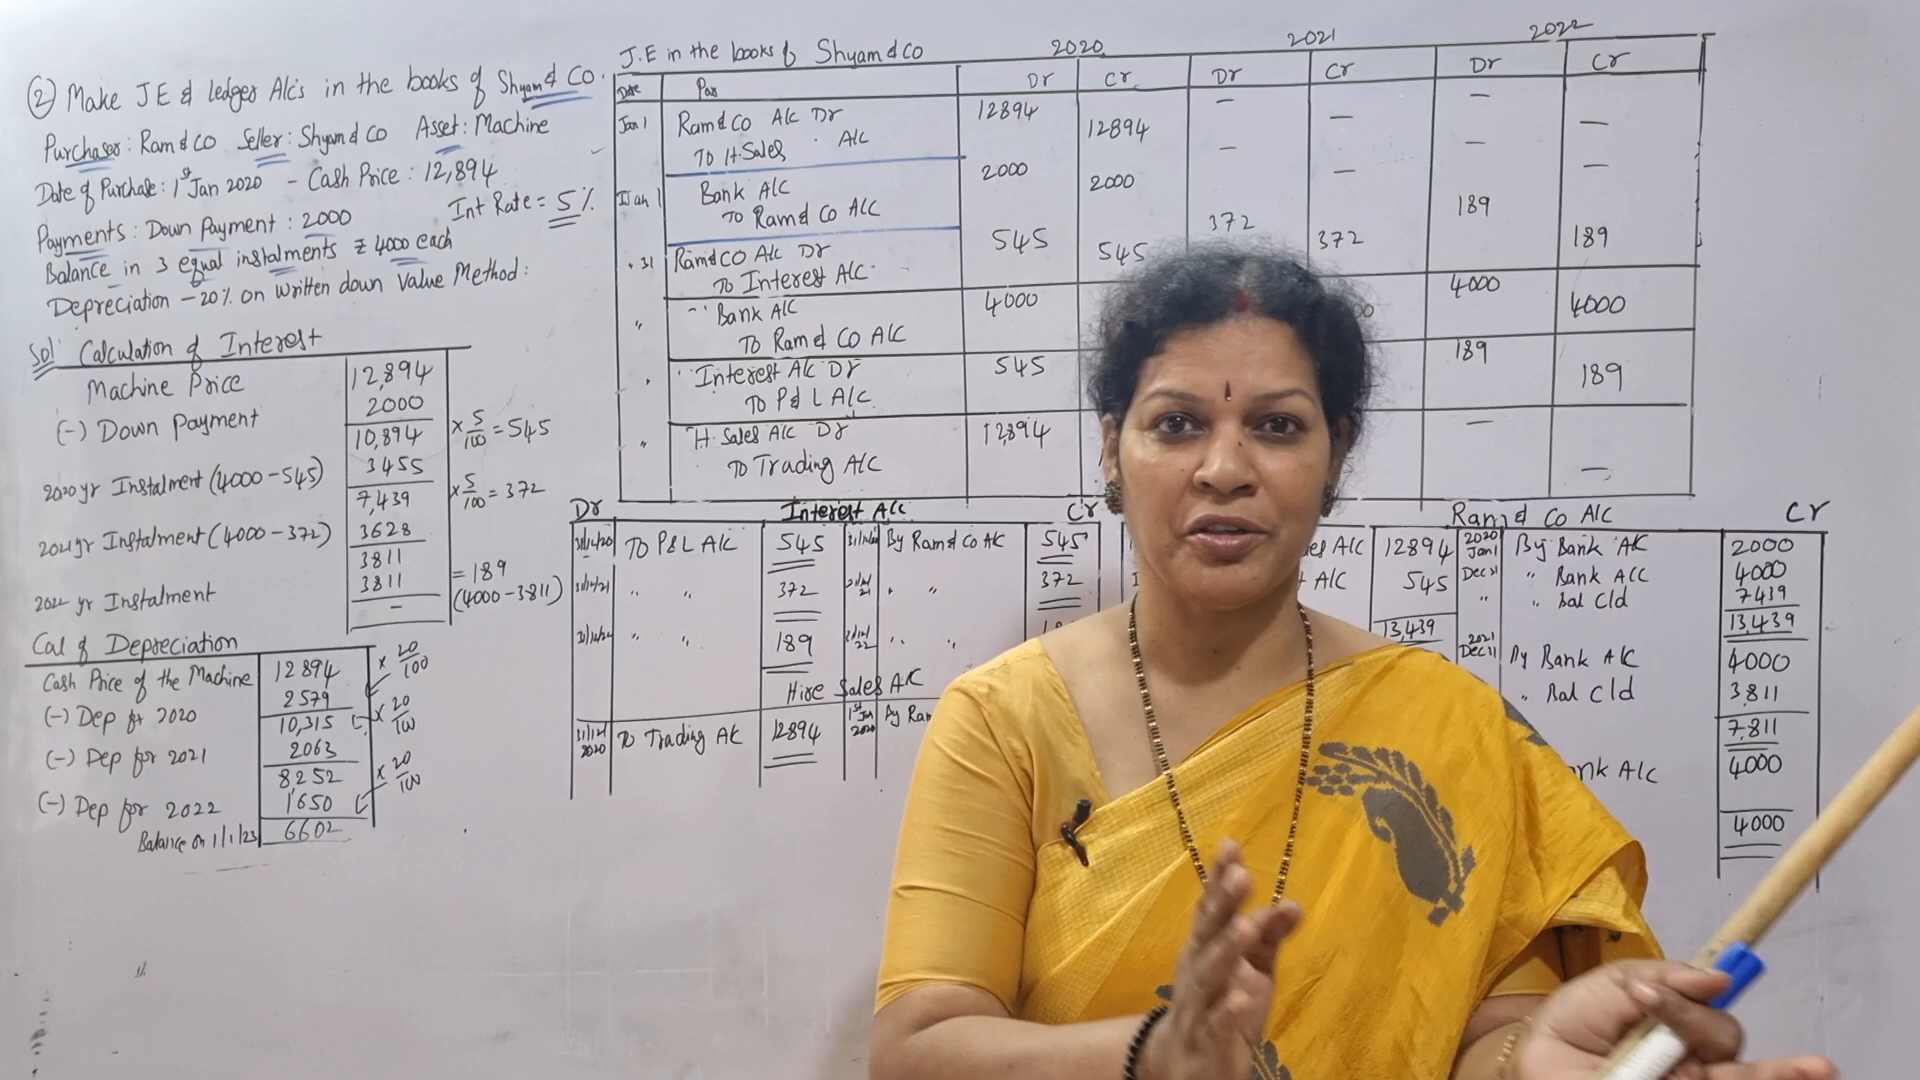 ② Make JE & ledger A/c's in the books of Shyam & Co.
Purchaser: Ram & CO Seller: Shyam & CO Asset: Machine
Date of Purchase: 1st Jan 2020 - Cash Price: 12,894
Payments: Down Payment: 2000 Int Rate = 5%
Balance in 3 equal instalments ₹ 4000 each
Depreciation - 20% on written down Value Method:
Sol: Calculation of Interest
Machine Price 12,894
(-) Down Payment 2000
10,894 × 5/100 = 545
2020 yr Instalment (4000-545) 3455
7,439 × 5/100 = 372
2021 yr Instalment (4000-372) 3628
3811
yr Instalment 3811 = 189 (4000-3811)
-
Cal of Depreciation
Cash Price of the Machine 12894 × 20/100
(-) Dep for 2020 2579
10,315 × 20/100
(-) Dep for 2021 2063
8252 × 20/100
(-) Dep for 2022 1650
Balance on 1/1/23 6602
J.E in the books of Shyam & CO 2020 2021 2022
Date Par Dr Cr Dr Cr Dr Cr
Jan 1 Ram & CO A/C Dr 12894 - -
To H.Sales A/C 12894 - -
Jan 1 Bank A/C 2000 - -
To Ram & CO A/C 2000 - -
31 Ram & CO A/C Dr 545 372 189
To Interest A/C 545 372 189
" Bank A/C 4000 4000
To Ram & CO A/C 4000
Interest A/C Dr 545 189
To P & L A/C 189
" H. Sales A/C Dr 12,894 -
To Trading A/C -
Dr Interest A/C Cr
31/12/20 To P&L A/C 545 By Ram & CO A/C 545
" " 372 " " 372
" " 189 " "
Hire Sales A/C
31/12/2020 To Trading A/C 12894 1st Jan 2020 By Ram
Ram & CO A/C Cr
A/C 12894 2020 Jan 1 By Bank A/C 2000
A/C 545 Dec 31 " Bank A/C 4000
" " Bal C/d 7439
13,439 13,439
2021 Dec 31 By Bank A/C 4000
" Bal C/d 3811
7,811
A/C 4000
4000